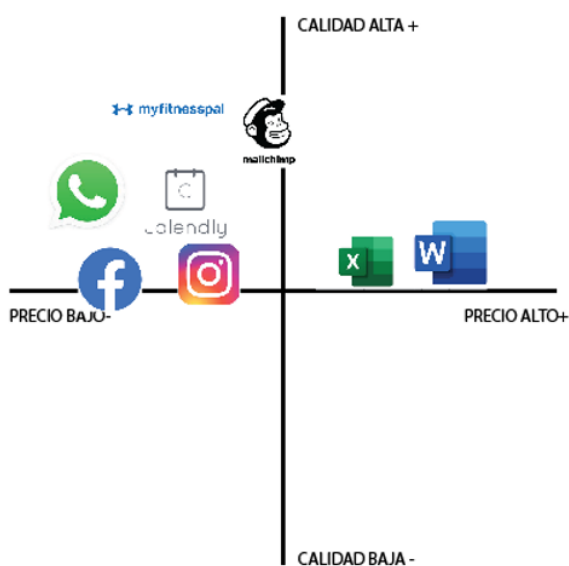 CALIDAD ALTA +
myfitnesspal
mailchimp
C
calendly
X
W
PRECIO BAJO-
PRECIO ALTO+
CALIDAD BAJA -